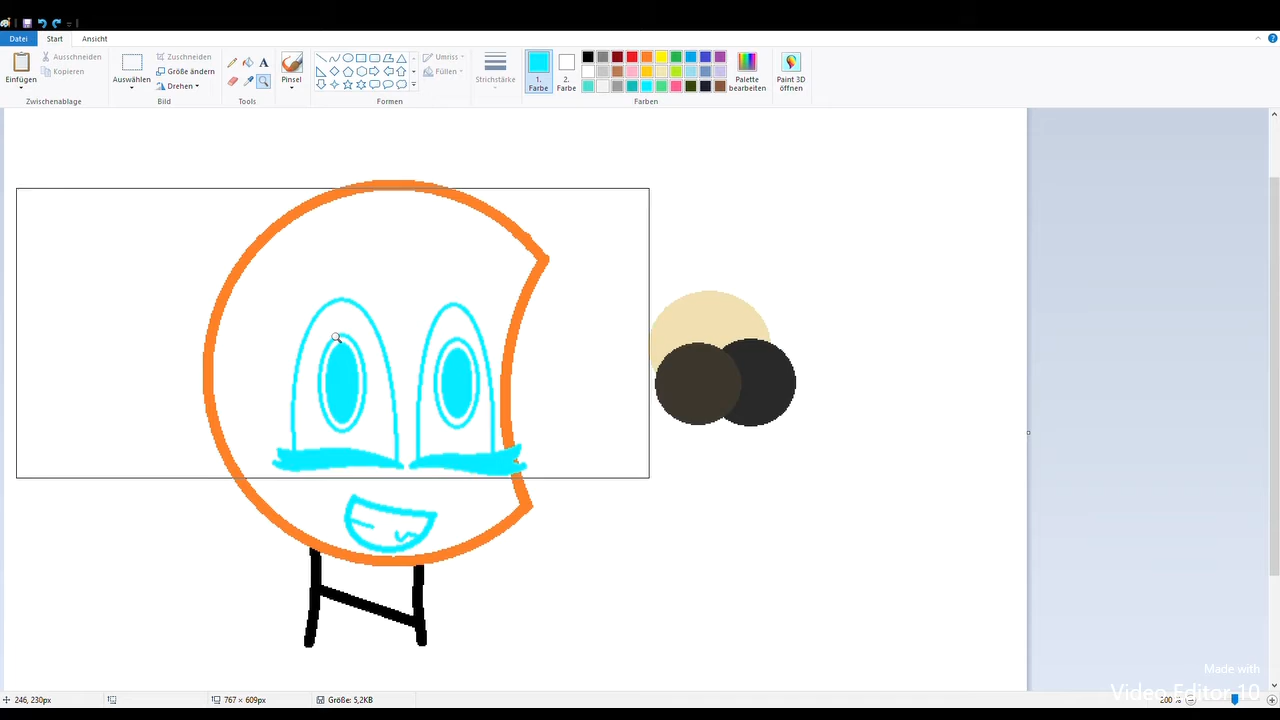 Datei Start Ansicht
Einfügen
Ausschneiden
Kopieren
Zwischenablage
Auswählen
Zuschneiden
Größe ändern
Drehen
Bild
A
Tools
Pinsel
Umriss
Füllen
Formen
Strichstärke
1.
Farbe
2.
Farbe
Farben
Palette
bearbeiten
Paint 3D
öffnen
246, 230px
767 × 609px
Größe: 5,2KB
200 %
Made with
Video Editor 10